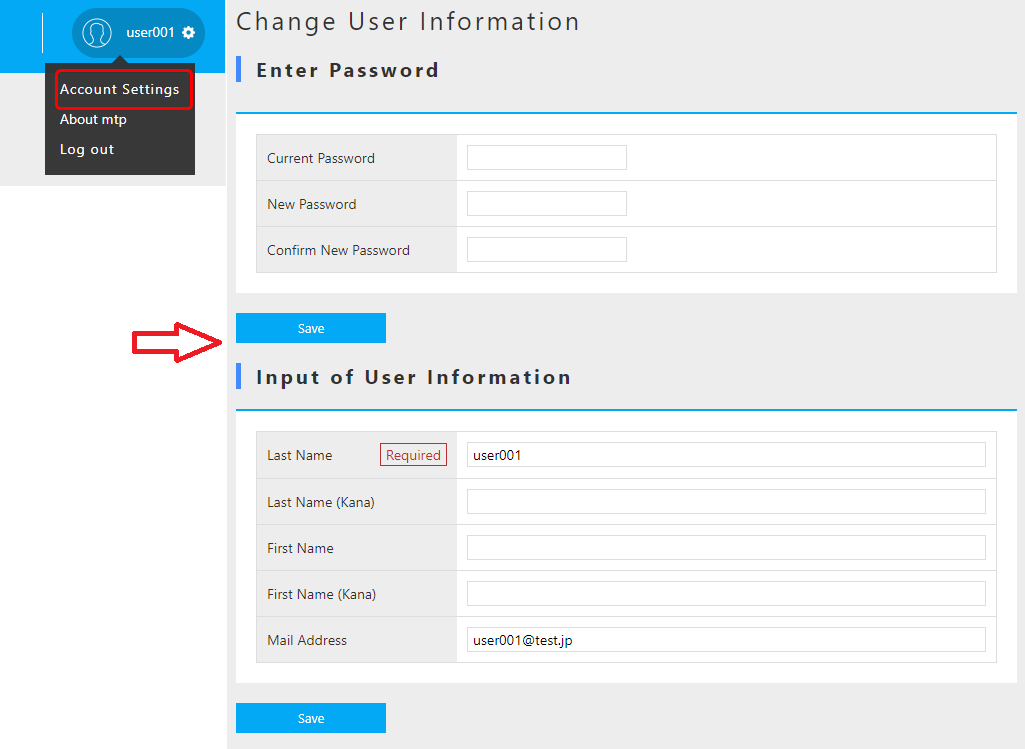 user001
Account Settings
About mtp
Log out
Change User Information
Enter Password
Current Password
New Password
Confirm New Password
Save
Input of User Information
Last Name Required user001
Last Name (Kana)
First Name
First Name (Kana)
Mail Address user001@test.jp
Save